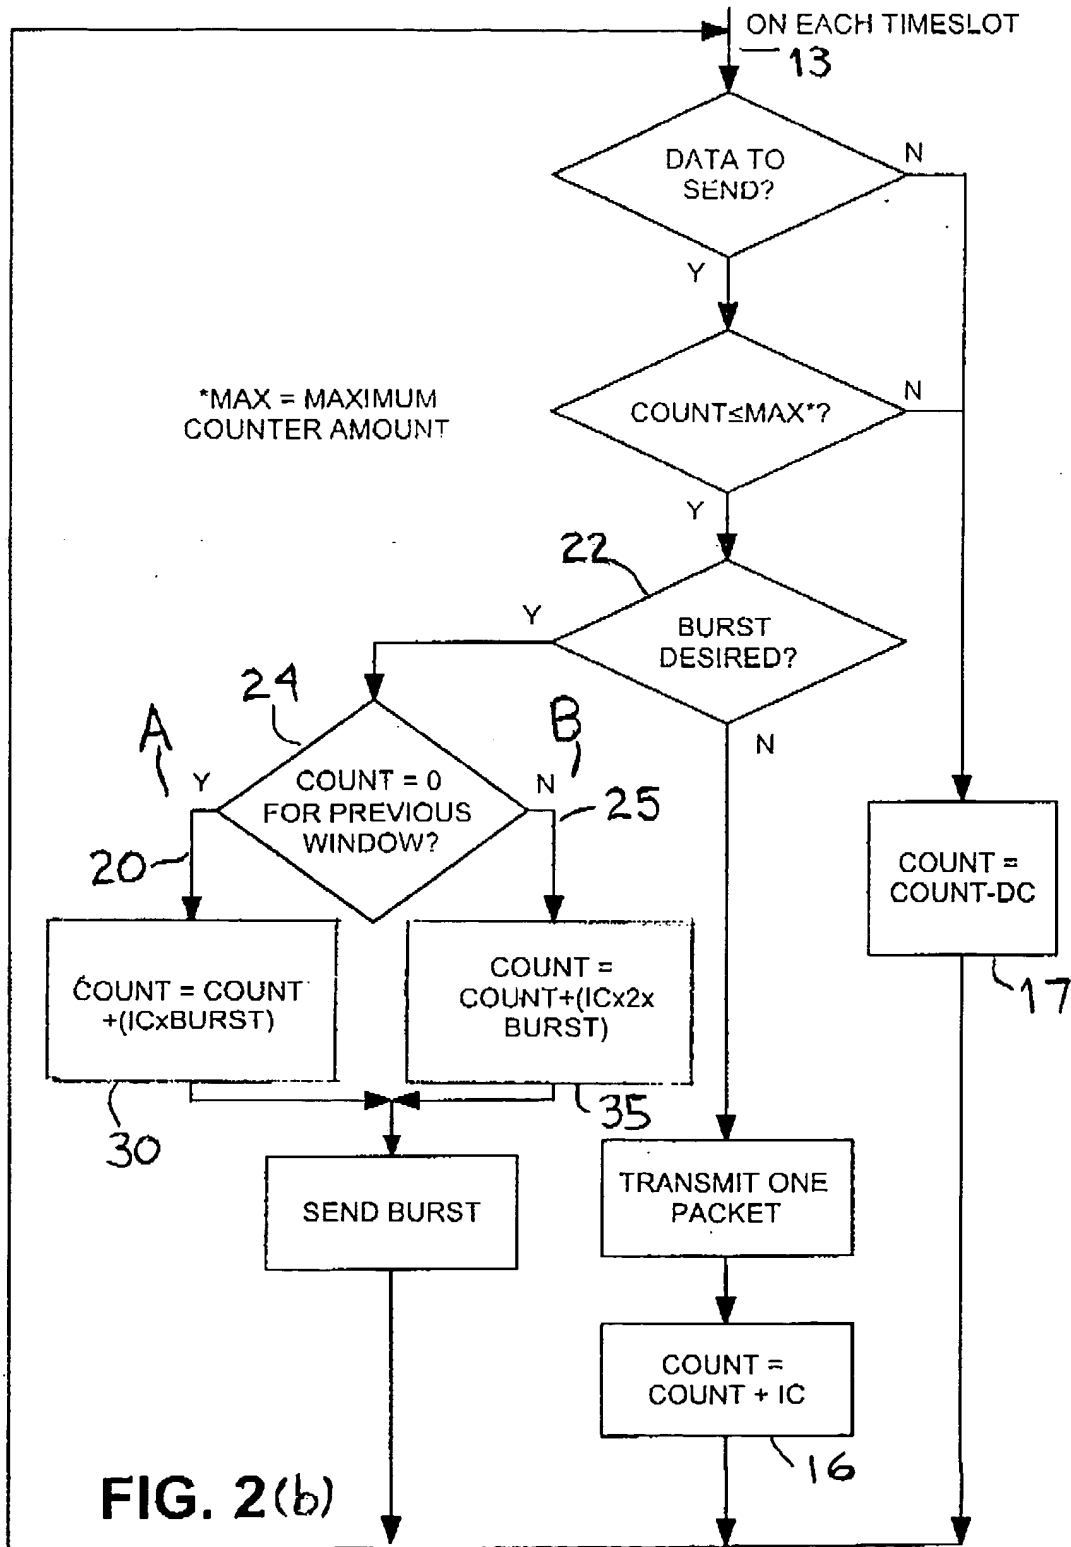 ON EACH TIMESLOT
13
DATA TO
SEND?
N
Y
*MAX = MAXIMUM
COUNTER AMOUNT
COUNT≤MAX*?
N
Y
22
Y
BURST
DESIRED?
N
24
A
B
Y
COUNT = 0
FOR PREVIOUS
WINDOW?
N
20
25
COUNT =
COUNT-DC
17
COUNT = COUNT
+(ICxBURST)
30
COUNT =
COUNT+(ICx2x
BURST)
35
SEND BURST
TRANSMIT ONE
PACKET
COUNT =
COUNT + IC
16
FIG. 2(b)